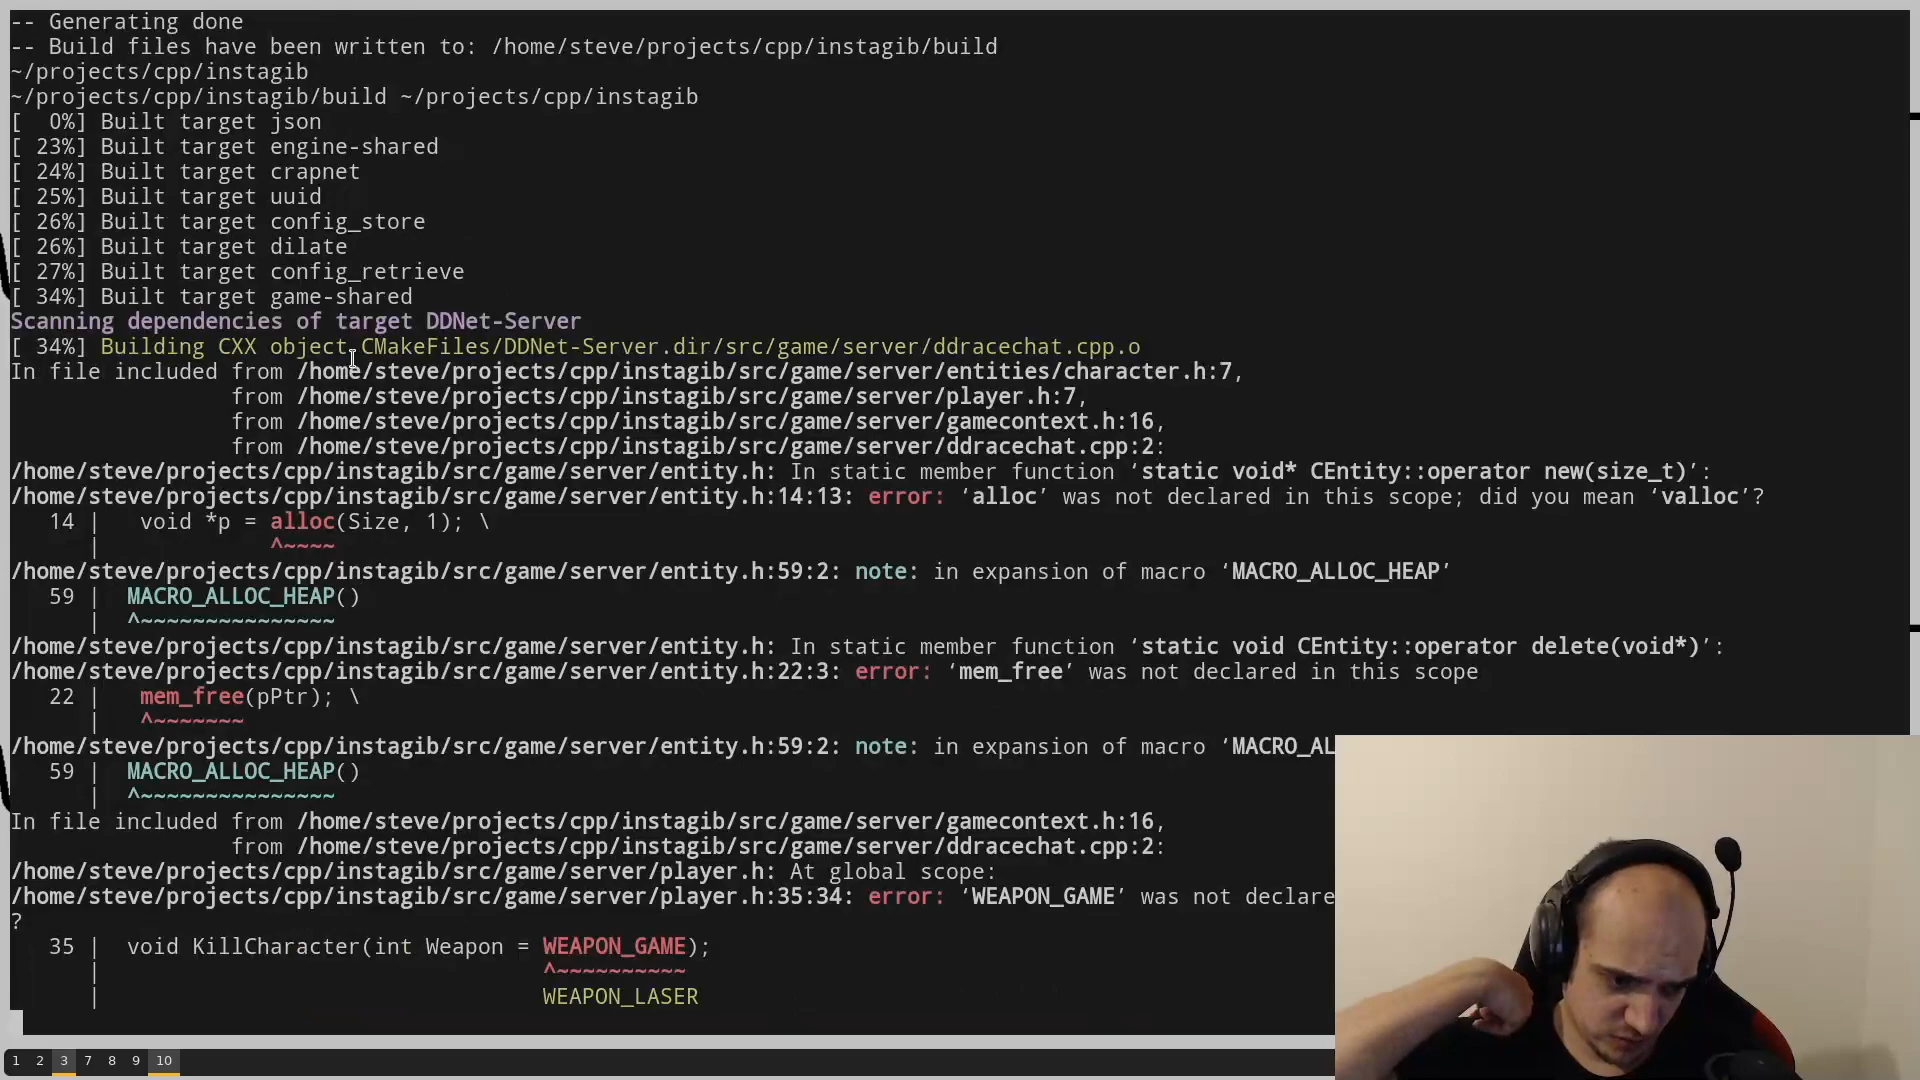 -- Generating done
-- Build files have been written to: /home/steve/projects/cpp/instagib/build
~/projects/cpp/instagib
~/projects/cpp/instagib/build ~/projects/cpp/instagib
[  0%] Built target json
[ 23%] Built target engine-shared
[ 24%] Built target crapnet
[ 25%] Built target uuid
[ 26%] Built target config_store
[ 26%] Built target dilate
[ 27%] Built target config_retrieve
[ 34%] Built target game-shared
Scanning dependencies of target DDNet-Server
[ 34%] Building CXX object CMakeFiles/DDNet-Server.dir/src/game/server/ddracechat.cpp.o
In file included from /home/steve/projects/cpp/instagib/src/game/server/entities/character.h:7,
                 from /home/steve/projects/cpp/instagib/src/game/server/player.h:7,
                 from /home/steve/projects/cpp/instagib/src/game/server/gamecontext.h:16,
                 from /home/steve/projects/cpp/instagib/src/game/server/ddracechat.cpp:2:
/home/steve/projects/cpp/instagib/src/game/server/entity.h: In static member function ‘static void* CEntity::operator new(size_t)’:
/home/steve/projects/cpp/instagib/src/game/server/entity.h:14:13: error: ‘alloc’ was not declared in this scope; did you mean ‘valloc’?
   14 |   void *p = alloc(Size, 1); \
      |             ^~~~~
/home/steve/projects/cpp/instagib/src/game/server/entity.h:59:2: note: in expansion of macro ‘MACRO_ALLOC_HEAP’
   59 |  MACRO_ALLOC_HEAP()
      |  ^~~~~~~~~~~~~~~~
/home/steve/projects/cpp/instagib/src/game/server/entity.h: In static member function ‘static void CEntity::operator delete(void*)’:
/home/steve/projects/cpp/instagib/src/game/server/entity.h:22:3: error: ‘mem_free’ was not declared in this scope
   22 |   mem_free(pPtr); \
      |   ^~~~~~~~
/home/steve/projects/cpp/instagib/src/game/server/entity.h:59:2: note: in expansion of macro ‘MACRO_AL
   59 |  MACRO_ALLOC_HEAP()
      |  ^~~~~~~~~~~~~~~~
In file included from /home/steve/projects/cpp/instagib/src/game/server/gamecontext.h:16,
                 from /home/steve/projects/cpp/instagib/src/game/server/ddracechat.cpp:2:
/home/steve/projects/cpp/instagib/src/game/server/player.h: At global scope:
/home/steve/projects/cpp/instagib/src/game/server/player.h:35:34: error: ‘WEAPON_GAME’ was not declare
?
   35 |  void KillCharacter(int Weapon = WEAPON_GAME);
      |                                  ^~~~~~~~~~~
      |                                  WEAPON_LASER
1 2 3 7 8 9 10